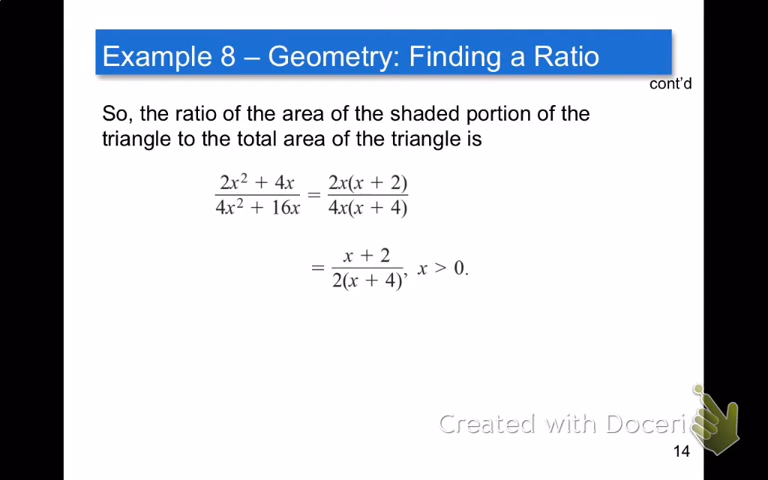 Example 8 – Geometry: Finding a Ratio
cont'd
So, the ratio of the area of the shaded portion of the
triangle to the total area of the triangle is
2x² + 4x / 4x² + 16x = 2x(x + 2) / 4x(x + 4)
= x + 2 / 2(x + 4), x > 0.
Created with Doceri
14